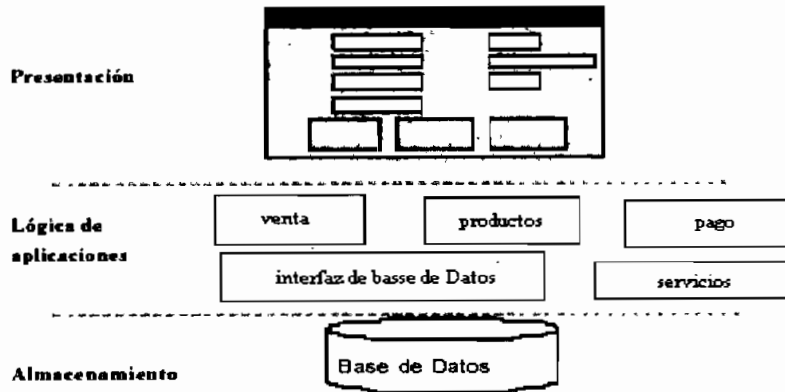 Presentación
Lógica de
aplicaciones
venta
productos
pago
interfaz de basse de Datos
servicios
Almacenamiento
Base de Datos